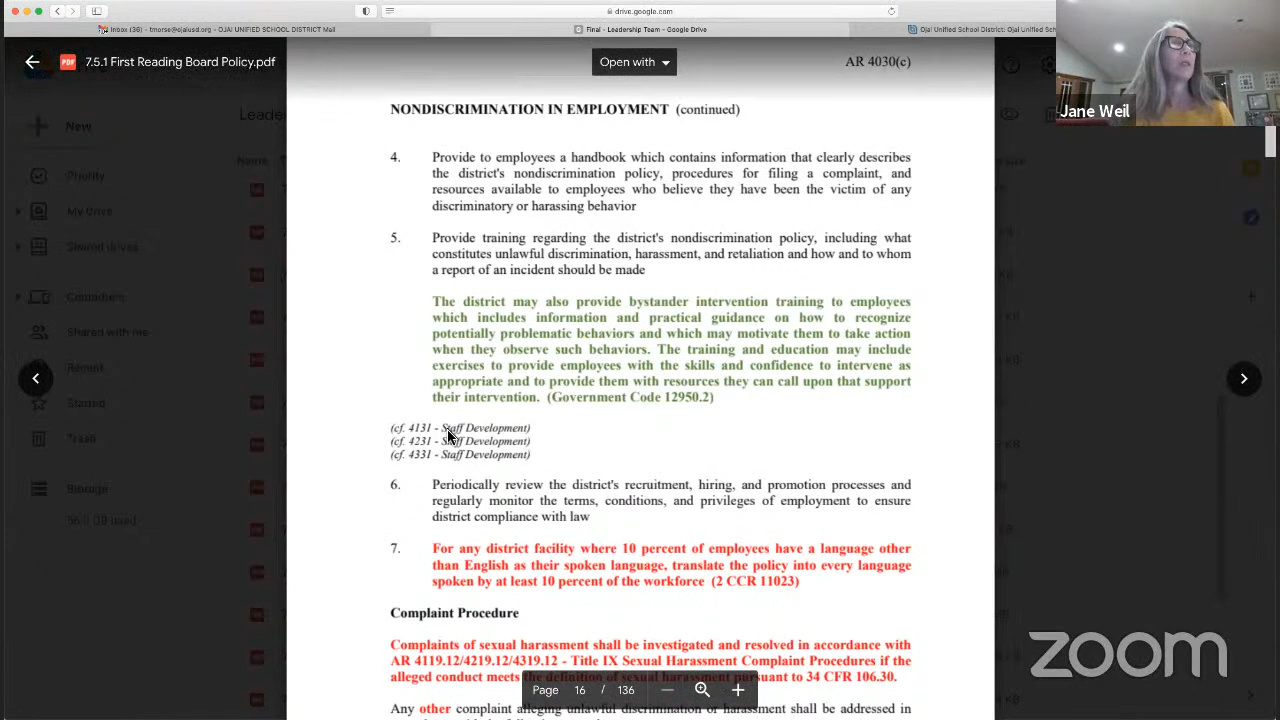 drive.google.com
Inbox (36) - tmorse@ojaiusd.org - OJAI UNIFIED SCHOOL DISTRICT Mail
Final - Leadership Team - Google Drive
Ojai Unified School District: Ojai Unified Sch
7.5.1 First Reading Board Policy.pdf
Open with
AR 4030(c)
Jane Weil
NONDISCRIMINATION IN EMPLOYMENT (continued)
New
Priority
My Drive
Shared drives
Computers
Shared with me
Recent
Starred
Trash
Storage
Leade
Name
4. Provide to employees a handbook which contains information that clearly describes
the district's nondiscrimination policy, procedures for filing a complaint, and
resources available to employees who believe they have been the victim of any
discriminatory or harassing behavior
5. Provide training regarding the district's nondiscrimination policy, including what
constitutes unlawful discrimination, harassment, and retaliation and how and to whom
a report of an incident should be made
The district may also provide bystander intervention training to employees
which includes information and practical guidance on how to recognize
potentially problematic behaviors and which may motivate them to take action
when they observe such behaviors. The training and education may include
exercises to provide employees with the skills and confidence to intervene as
appropriate and to provide them with resources they can call upon that support
their intervention. (Government Code 12950.2)
(cf. 4131 - Staff Development)
(cf. 4231 - Staff Development)
(cf. 4331 - Staff Development)
6. Periodically review the district's recruitment, hiring, and promotion processes and
regularly monitor the terms, conditions, and privileges of employment to ensure
district compliance with law
7. For any district facility where 10 percent of employees have a language other
than English as their spoken language, translate the policy into every language
spoken by at least 10 percent of the workforce (2 CCR 11023)
Complaint Procedure
Complaints of sexual harassment shall be investigated and resolved in accordance with
AR 4119.12/4219.12/4319.12 - Title IX Sexual Harassment Complaint Procedures if the
alleged conduct meets the definition of sexual harassment pursuant to 34 CFR 106.30.
Page 16 / 136
Any other complaint alleging unlawful discrimination or harassment shall be addressed in
zoom